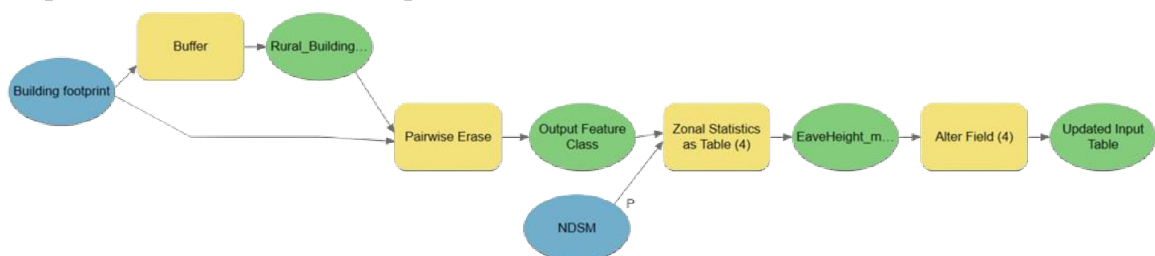 Buffer
Rural_Building...
Building footprint
Pairwise Erase
Output Feature
Class
Zonal Statistics
as Table (4)
EaveHeight_m...
Alter Field (4)
Updated Input
Table
P
NDSM